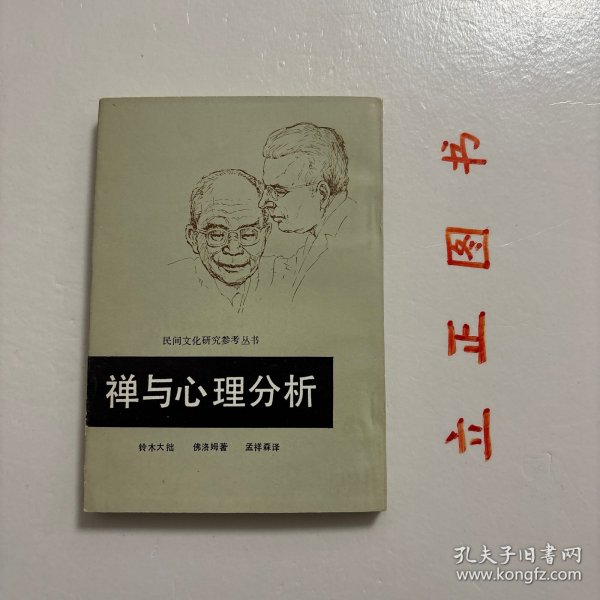 民间文化研究参考丛书
禅与心理分析
铃木大拙 佛洛姆著 孟祥森译
立正图书
孔夫子旧书网
www.kongfz.com